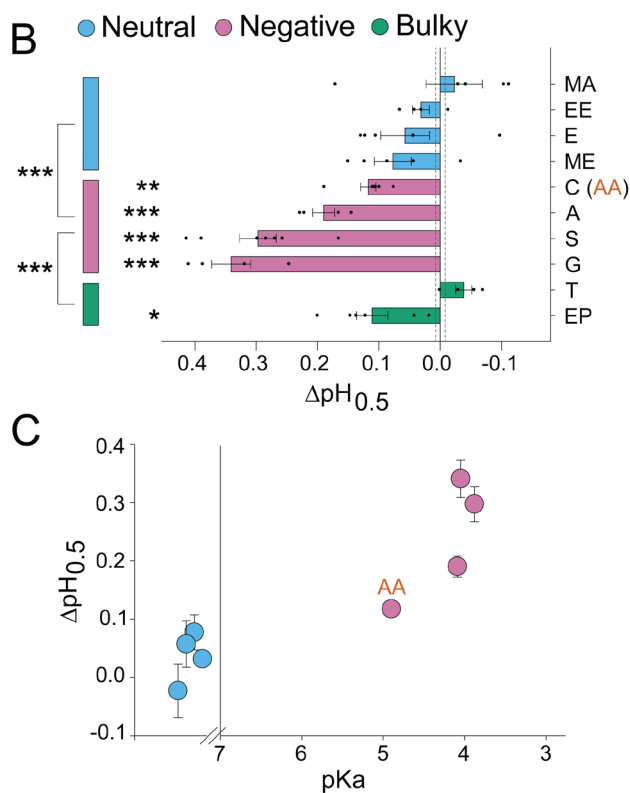 B
Neutral Negative Bulky
MA
EE
E
ME
** C (AA)
*** A
*** S
*** G
T
* EP
***
***
0.4 0.3 0.2 0.1 0.0 -0.1
ΔpH0.5
C
0.4
0.3
0.2
0.1
0.0
-0.1
ΔpH0.5
AA
7 6 5 4 3
pKa